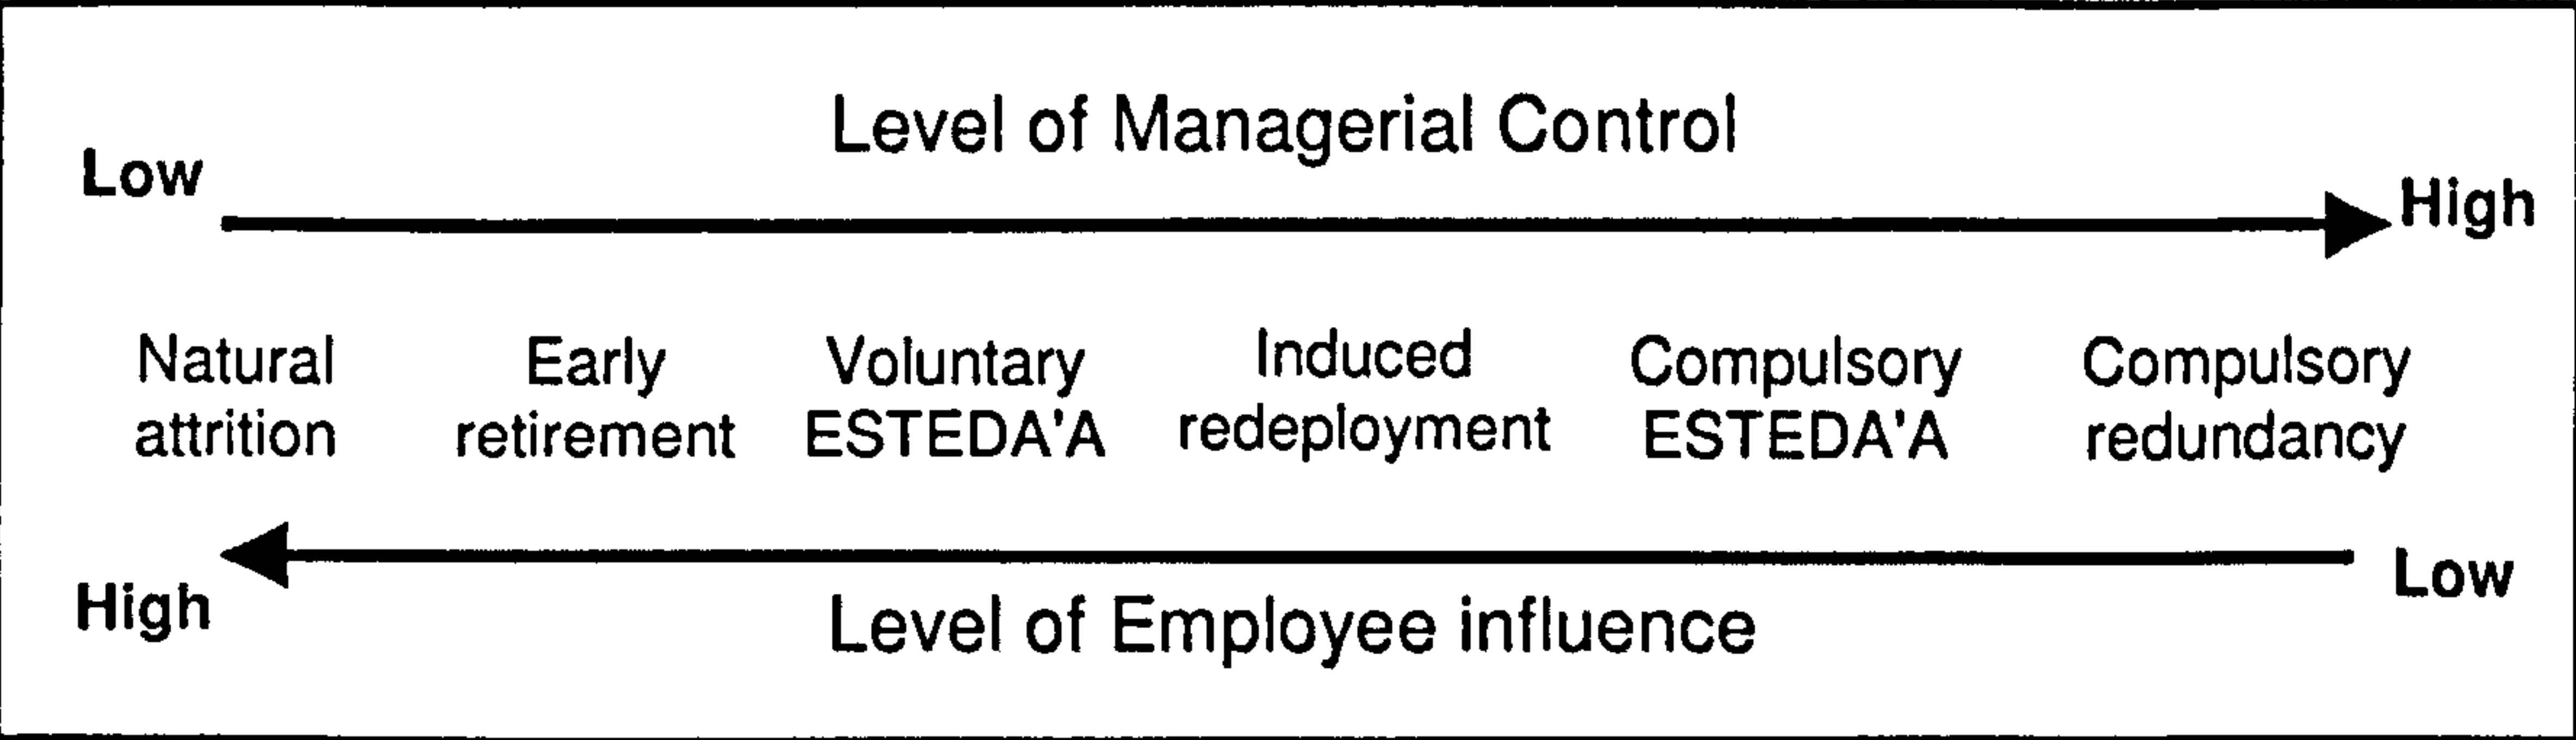 Level of Managerial Control
Low
High
Natural attrition
Early retirement
Voluntary ESTEDA'A
Induced redeployment
Compulsory ESTEDA'A
Compulsory redundancy
High
Low
Level of Employee influence